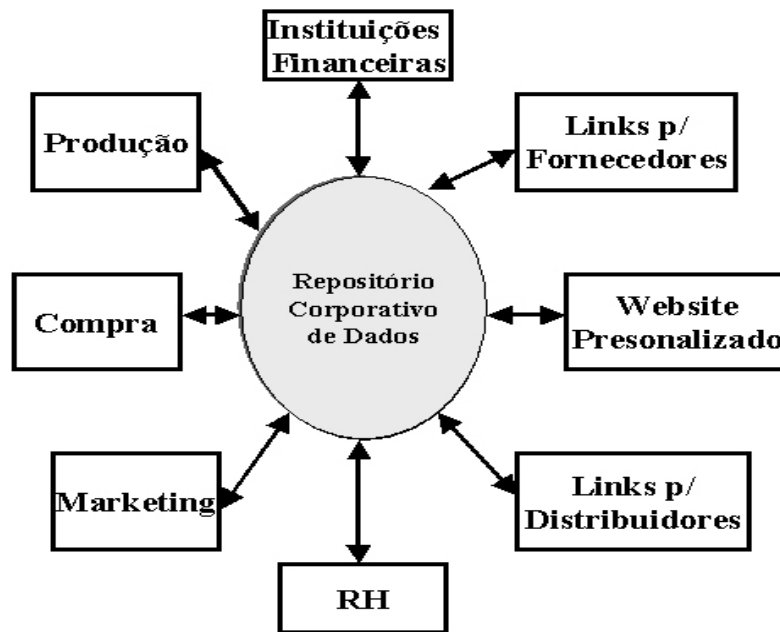 Instituições
Financeiras
Produção
Links p/
Fornecedores
Repositório
Corporativo
de Dados
Compra
Website
Presonalizado
Marketing
Links p/
Distribuidores
RH